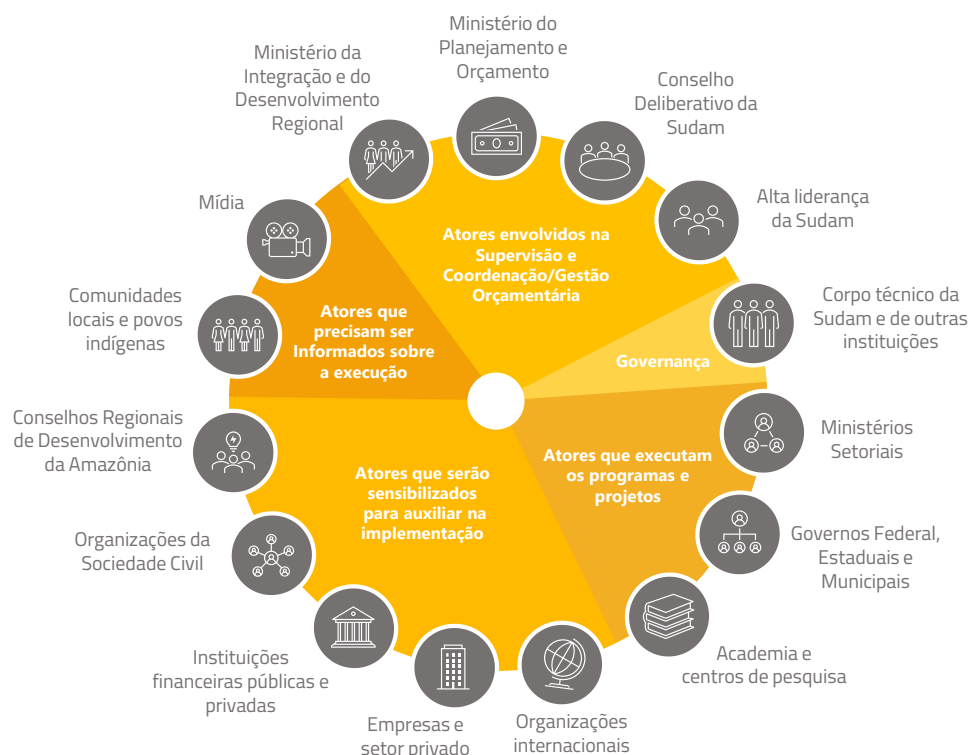 Ministério do
Planejamento e
Orçamento
Ministério da
Integração e do
Desenvolvimento
Regional
Conselho
Deliberativo da
Sudam
Mídia
Alta liderança
da Sudam
Atores envolvidos na
Supervisão e
Coordenação/Gestão
Orçamentária
Comunidades
locais e povos
indígenas
Atores que
precisam ser
Informados sobre
a execução
Governança
Corpo técnico da
Sudam e de outras
instituições
Conselhos Regionais
de Desenvolvimento
da Amazônia
Atores que serão
sensibilizados
para auxiliar na
implementação
Atores que executam
os programas e
projetos
Ministérios
Setoriais
Organizações da
Sociedade Civil
Governos Federal,
Estaduais e
Municipais
Instituições
financeiras públicas e
privadas
Academia e
centros de pesquisa
Empresas e
setor privado
Organizações
internacionais